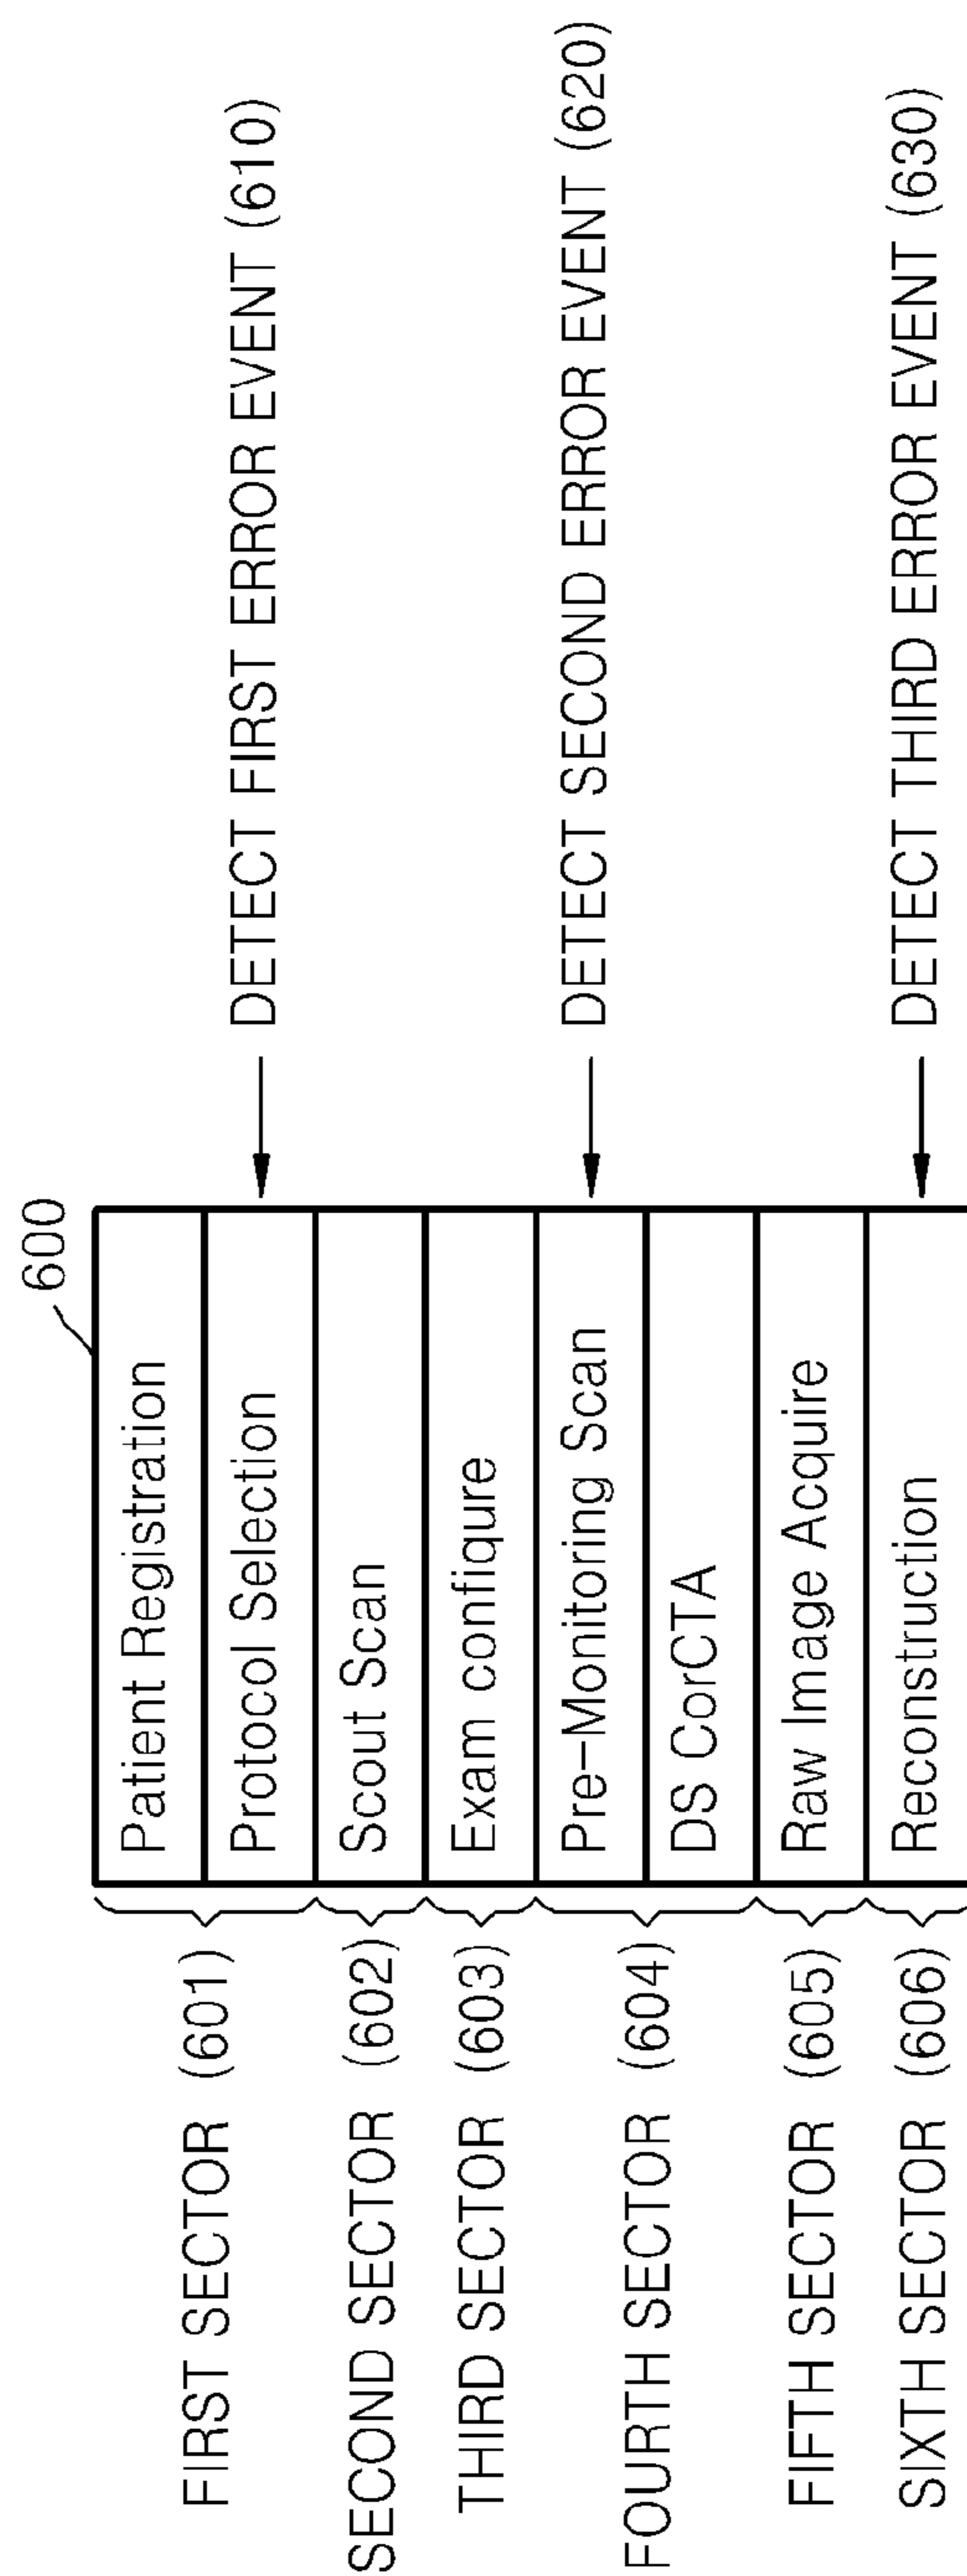 600
FIRST SECTOR (601)
Patient Registration
Protocol Selection
DETECT FIRST ERROR EVENT (610)
SECOND SECTOR (602)
Scout Scan
THIRD SECTOR (603)
Exam confiqure
FOURTH SECTOR (604)
Pre-Monitoring Scan
DETECT SECOND ERROR EVENT (620)
DS CorCTA
FIFTH SECTOR (605)
Raw Image Acquire
SIXTH SECTOR (606)
Reconstruction
DETECT THIRD ERROR EVENT (630)